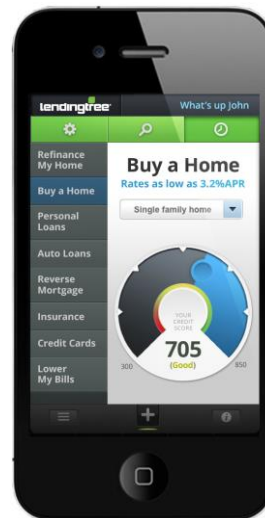 lendingtree
What's up John
Refinance
My Home
Buy a Home
Personal
Loans
Auto Loans
Reverse
Mortgage
Insurance
Credit Cards
Lower
My Bills
Buy a Home
Rates as low as 3.2%APR
Single family home
YOUR
CREDIT
SCORE
705
(Good)
300
850